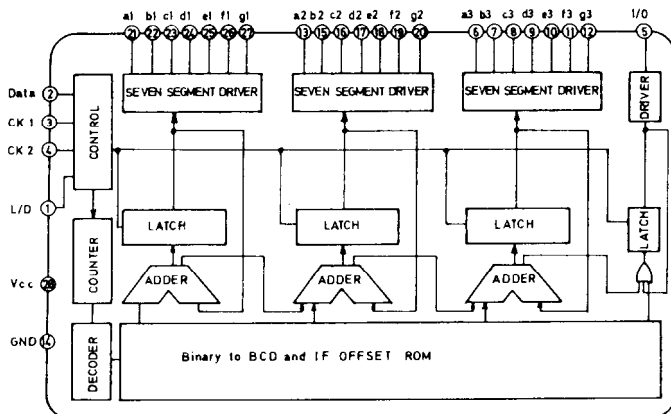 a1 b1 c1 d1 e1 f1 g1 a2 b2 c2 d2 e2 f2 g2 a3 b3 c3 d3 e3 f3 g3 I/O
21 22 23 24 25 26 27 13 15 16 17 18 19 20 6 7 8 9 10 11 12 5
Data 2
CK 1 3
CK 2 4
L/D 1
Vcc
GND 14
CONTROL
COUNTER
DECODER
SEVEN SEGMENT DRIVER
SEVEN SEGMENT DRIVER
SEVEN SEGMENT DRIVER
DRIVER
LATCH
LATCH
LATCH
LATCH
ADDER
ADDER
ADDER
Binary to BCD and IF OFFSET ROM